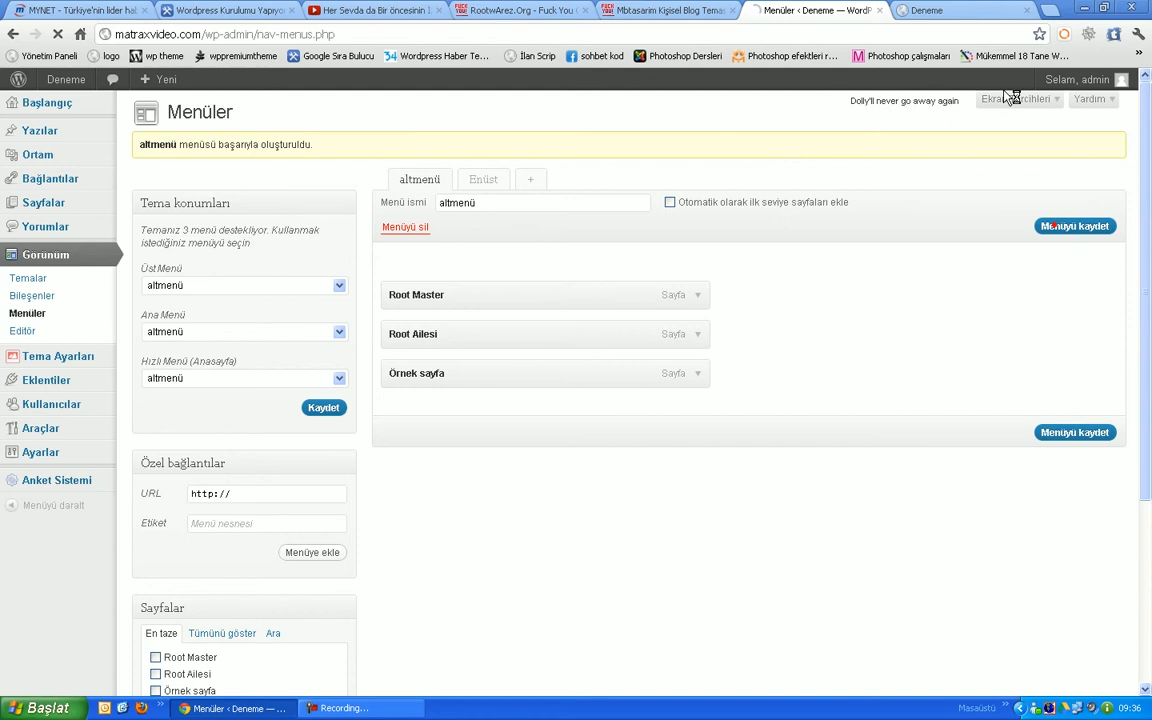 MYNET - Türkiye'nin lider hal
Wordpress Kurulumu Yapıyo
Her Sevda da Bir öncesinin İ
RootwArez.Org - Fuck You
Mbtasarim Kişisel Blog Temas
Menüler ‹ Deneme — WordP
Deneme
matraxvideo.com/wp-admin/nav-menus.php
Yönetim Paneli
logo
wp theme
wppremiumtheme
Google Sira Bulucu
Wordpress Haber Te...
İlan Scrip
sohbet kod
Photoshop Dersleri
Photoshop efektleri r...
Photoshop çalışmaları
Mükemmel 18 Tane W...
Deneme
Yeni
Selam, admin
Başlangıç
Yazılar
Ortam
Bağlantılar
Sayfalar
Yorumlar
Görünüm
Temalar
Bileşenler
Menüler
Editör
Tema Ayarları
Eklentiler
Kullanıcılar
Araçlar
Ayarlar
Anket Sistemi
Menüyü daralt
Menüler
Dolly'll never go away again
Yardım
altmenü menüsü başarıyla oluşturuldu.
Tema konumları
Temanız 3 menü destekliyor. Kullanmak
istediğiniz menüyü seçin
Üst Menü
altmenü
Ana Menü
altmenü
Hızlı Menü (Anasayfa)
altmenü
Kaydet
Özel bağlantılar
URL http://
Etiket Menü nesnesi
Menüye ekle
Sayfalar
En taze Tümünü göster Ara
Root Master
Root Ailesi
Örnek sayfa
altmenü Enüst +
Menü ismi altmenü Otomatik olarak ilk seviye sayfaları ekle
Menüyü sil
Menüyü kaydet
Root Master Sayfa
Root Ailesi Sayfa
Örnek sayfa Sayfa
Menüyü kaydet
Başlat
Menüler ‹ Deneme — ...
Recording...
Masaüstü
09:36